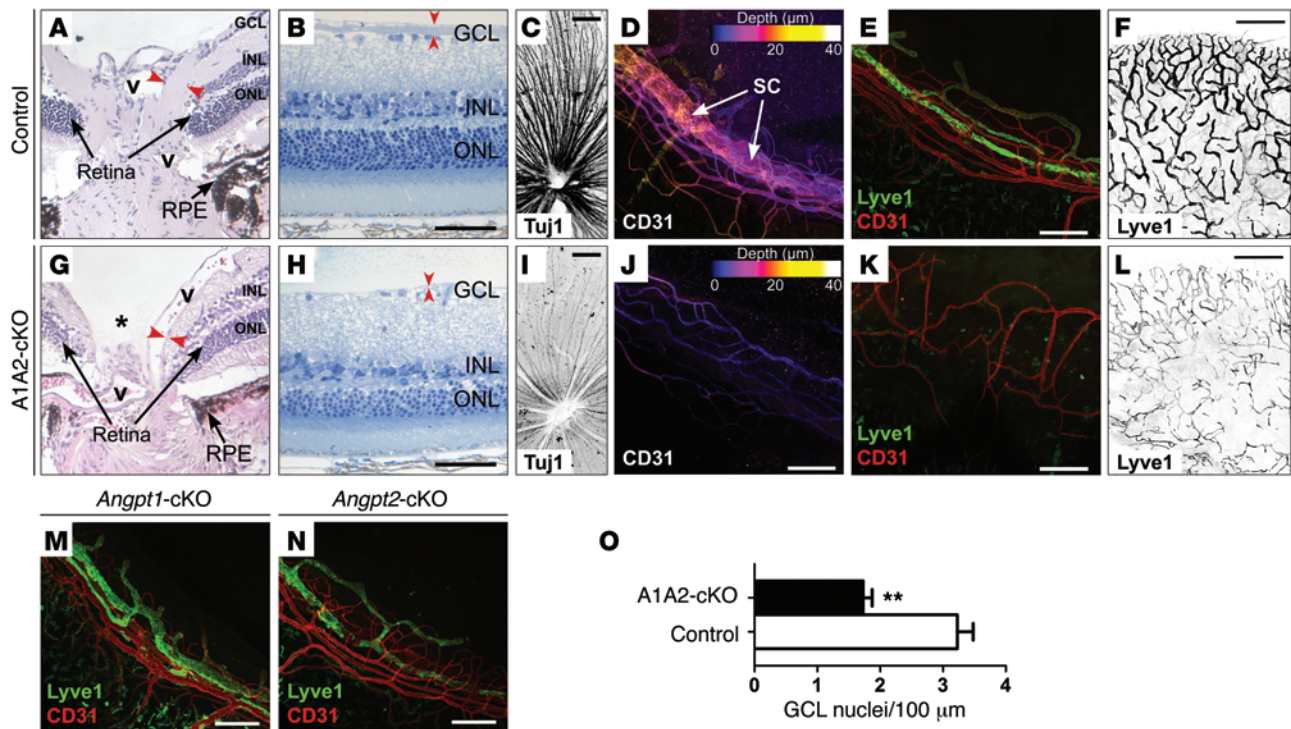 Control
A
GCL
INL
ONL
V
Retina
V
RPE
B
GCL
INL
ONL
C
Tuj1
D
Depth (µm)
0 20 40
SC
CD31
E
Lyve1
CD31
F
Lyve1
A1A2-cKO
G
V
INL
ONL
*
V
Retina
RPE
H
GCL
INL
ONL
I
Tuj1
J
Depth (µm)
0 20 40
CD31
K
Lyve1
CD31
L
Lyve1
Angpt1-cKO
Angpt2-cKO
M
Lyve1
CD31
N
Lyve1
CD31
O
A1A2-cKO
**
Control
0 1 2 3 4
GCL nuclei/100 µm